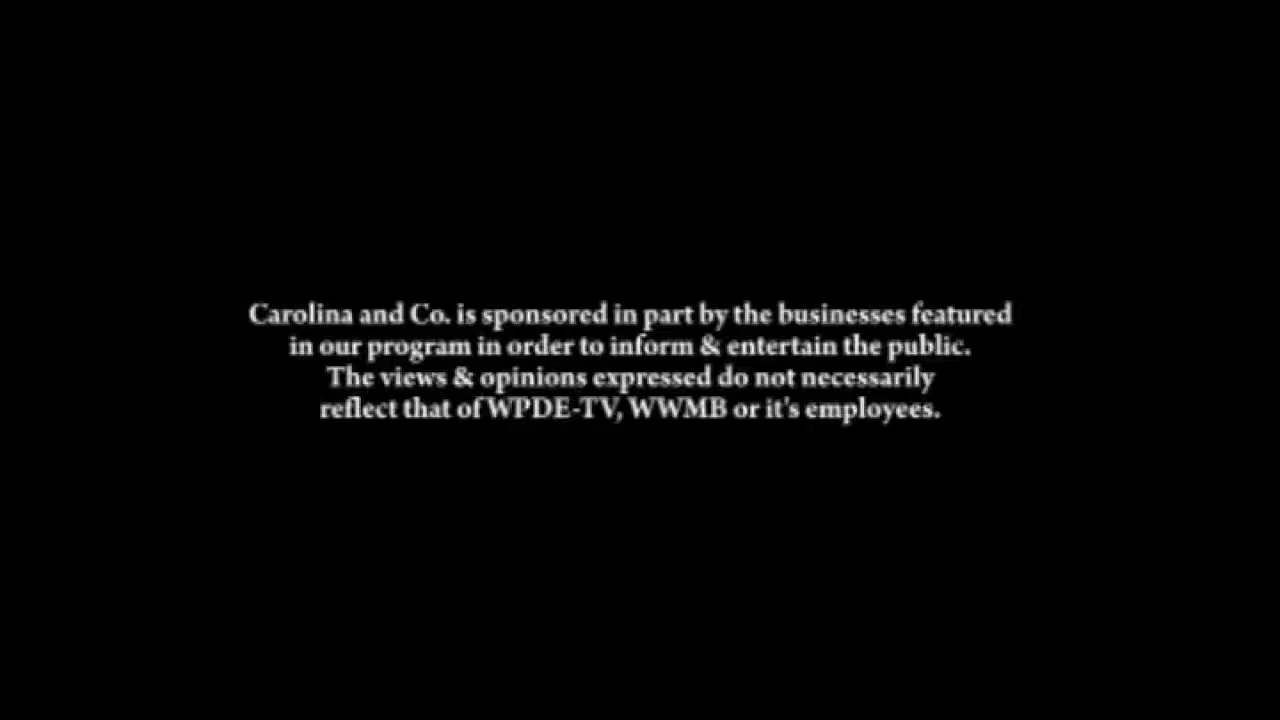 Carolina and Co. is sponsored in part by the businesses featured
in our program in order to inform & entertain the public.
The views & opinions expressed do not necessarily
reflect that of WPDE-TV, WWMB or it's employees.